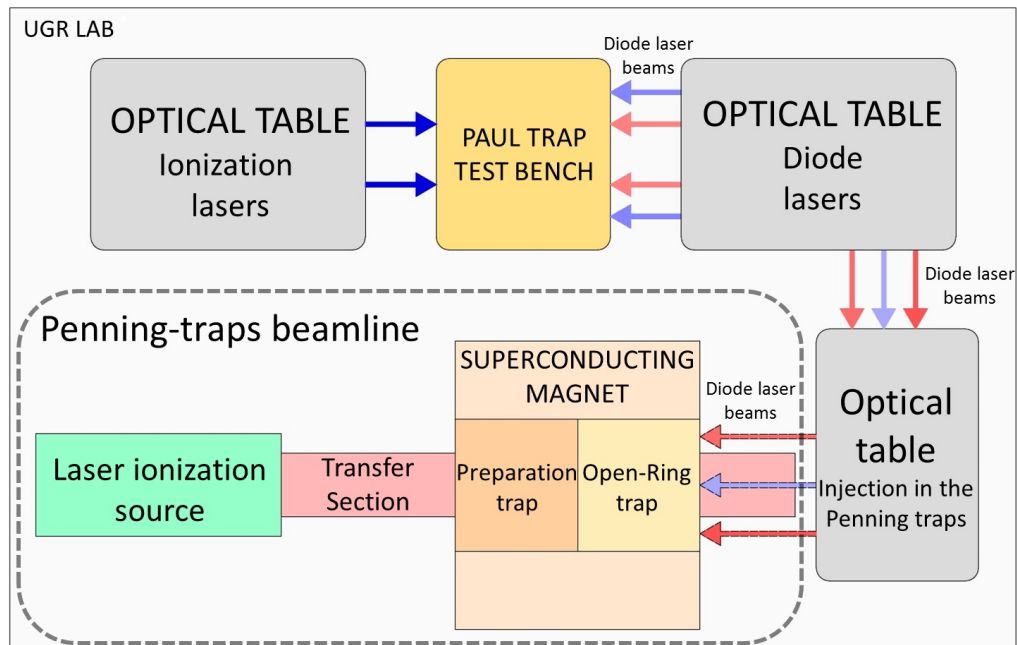 UGR LAB
OPTICAL TABLE
Ionization
lasers
PAUL TRAP
TEST BENCH
Diode laser
beams
OPTICAL TABLE
Diode
lasers
Diode laser
beams
Penning-traps beamline
SUPERCONDUCTING
MAGNET
Diode laser
beams
Optical
table
Injection in the
Penning traps
Laser ionization
source
Transfer
Section
Preparation
trap
Open-Ring
trap